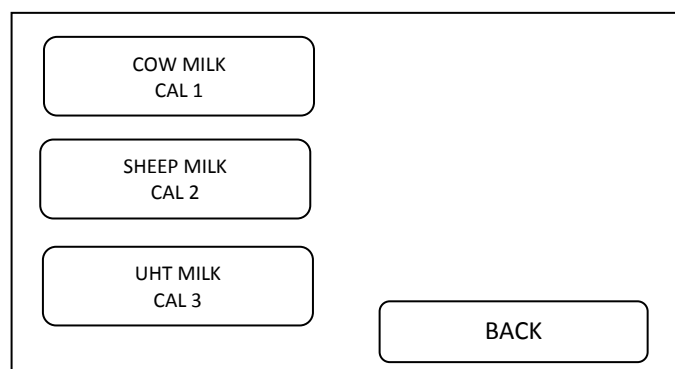 COW MILK
CAL 1
SHEEP MILK
CAL 2
UHT MILK
CAL 3
BACK